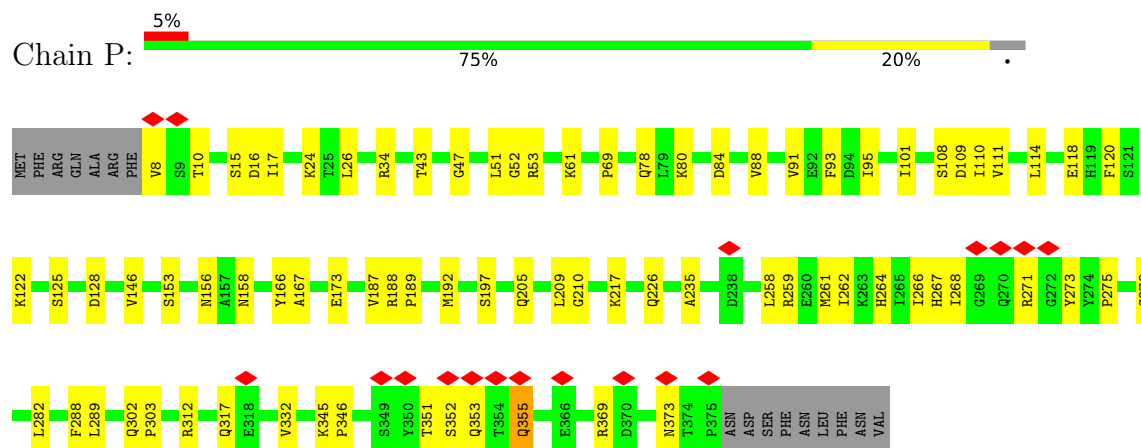 5%
Chain P:
75% 20% •
MET PHE ARG GLN ALA ARG PHE V8 S9 T10 S15 D16 I17 K24 T25 L26 R34 T43 G47 L51 G52 R53 K61 P69 Q78 L79 K80 D84 V88 V91 E92 F93 D94 I95 I101 S108 D109 I110 V111 L114 E118 H119 F120 S121
K122 S125 D128 V146 S153 N156 A157 N158 Y166 A167 E173 V187 R188 P189 M192 S197 Q205 L209 G210 K217 Q226 A235 D238 L258 R259 E260 M261 I262 K263 H264 I265 I266 H267 I268 G269 Q270 R271 G272 Y273 Y274 P275
L282 F288 L289 Q302 P303 R312 Q317 E318 V332 K345 P346 S349 Y350 T351 S352 Q353 T354 Q355 E366 R369 D370 N373 T374 P375 ASN ASP SER PHE ASN LEU PHE ASN VAL